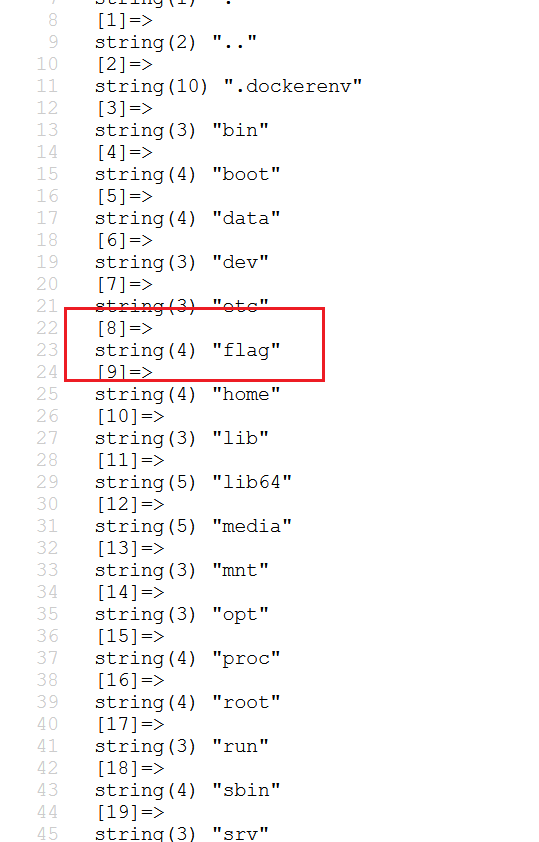 7 string(1) "."
8 [1]=>
9 string(2) ".."
10 [2]=>
11 string(10) ".dockerenv"
12 [3]=>
13 string(3) "bin"
14 [4]=>
15 string(4) "boot"
16 [5]=>
17 string(4) "data"
18 [6]=>
19 string(3) "dev"
20 [7]=>
21 string(3) "etc"
22 [8]=>
23 string(4) "flag"
24 [9]=>
25 string(4) "home"
26 [10]=>
27 string(3) "lib"
28 [11]=>
29 string(5) "lib64"
30 [12]=>
31 string(5) "media"
32 [13]=>
33 string(3) "mnt"
34 [14]=>
35 string(3) "opt"
36 [15]=>
37 string(4) "proc"
38 [16]=>
39 string(4) "root"
40 [17]=>
41 string(3) "run"
42 [18]=>
43 string(4) "sbin"
44 [19]=>
45 string(3) "srv"